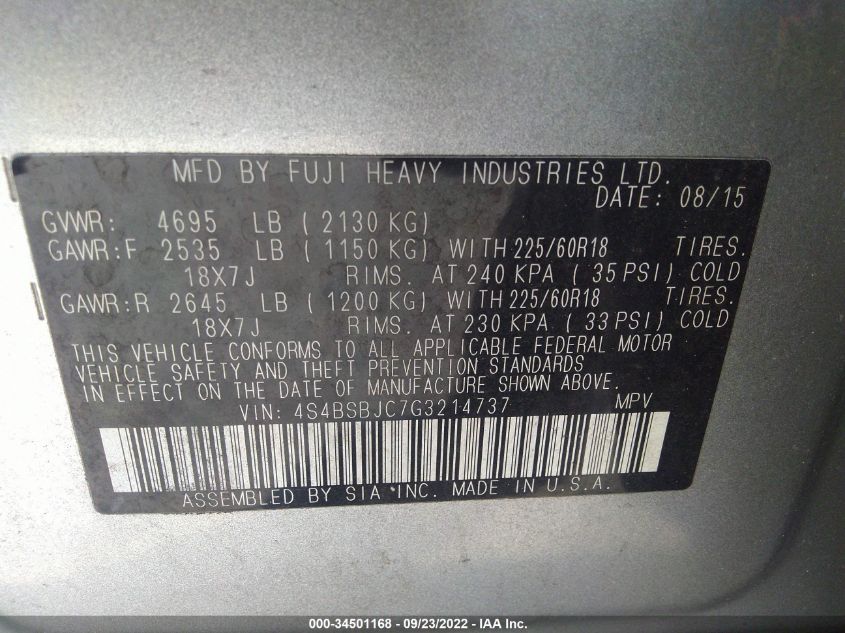 MFD BY FUJI HEAVY INDUSTRIES LTD.
DATE: 08/15
GVWR: 4695 LB ( 2130 KG)
GAWR:F 2535 LB ( 1150 KG) WITH 225/60R18 TIRES.
18X7J RIMS. AT 240 KPA ( 35 PSI) COLD
GAWR:R 2645 LB ( 1200 KG) WITH 225/60R18 TIRES.
18X7J RIMS. AT 230 KPA ( 33 PSI) COLD
THIS VEHICLE CONFORMS TO ALL APPLICABLE FEDERAL MOTOR
VEHICLE SAFETY AND THEFT PREVENTION STANDARDS
IN EFFECT ON THE DATE OF MANUFACTURE SHOWN ABOVE.
VIN: 4S4BSBJC7G3214737 MPV
ASSEMBLED BY SIA INC. MADE IN U.S.A.
000-34501168 - 09/23/2022 - IAA Inc.